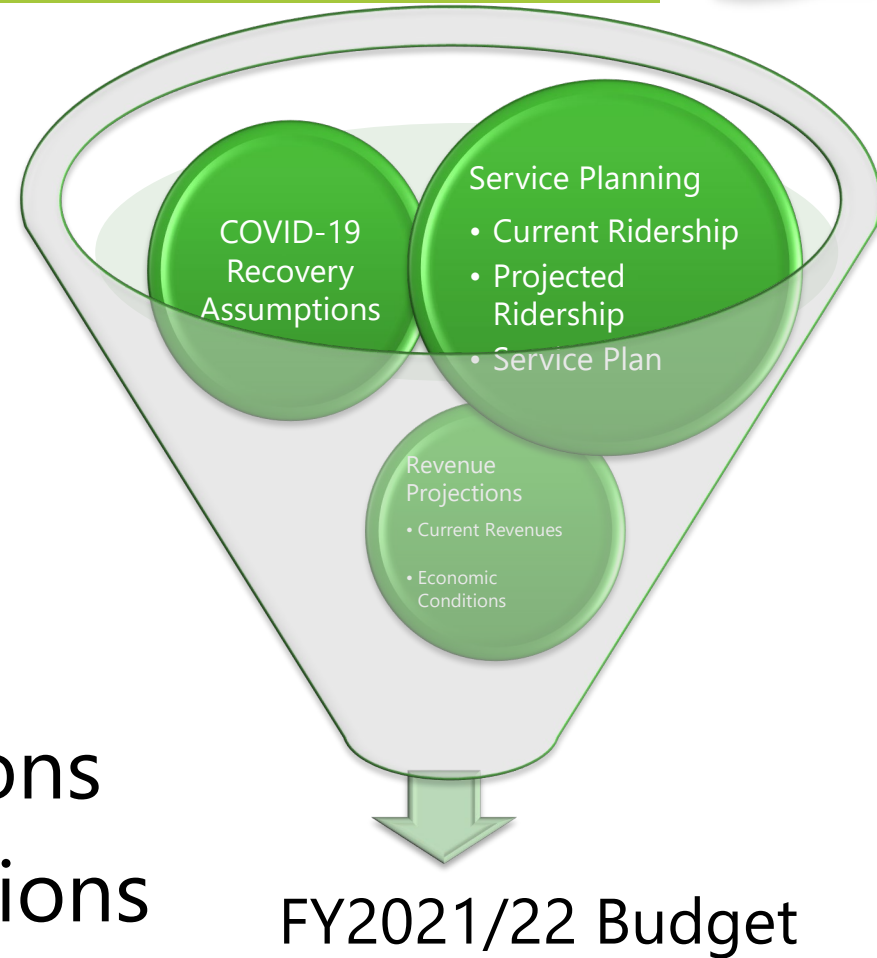 COVID-19
Recovery
Assumptions
Service Planning
• Current Ridership
• Projected
Ridership
• Service Plan
Revenue
Projections
• Current Revenues
• Economic
Conditions
ons
ions
FY2021/22 Budget